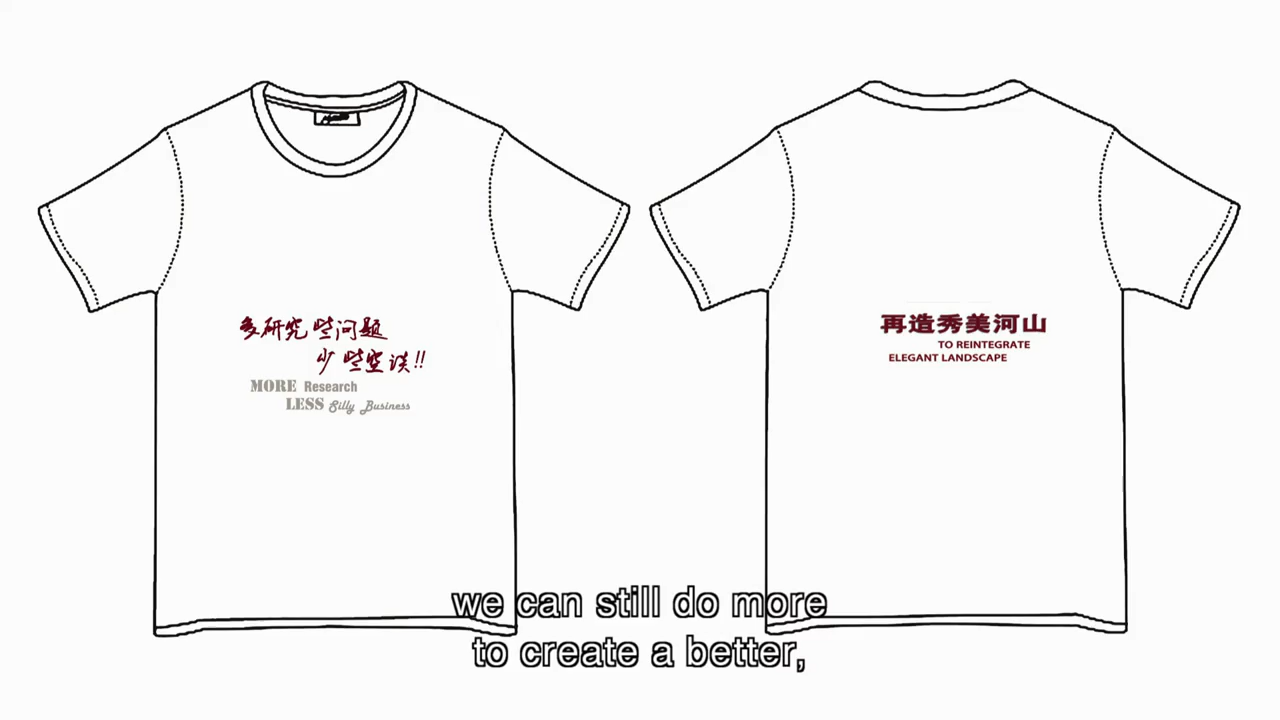 多研究些问题
少些空谈!!
MORE Research
LESS Silly Business
再造秀美河山
TO REINTEGRATE
ELEGANT LANDSCAPE
we can still do more
to create a better,